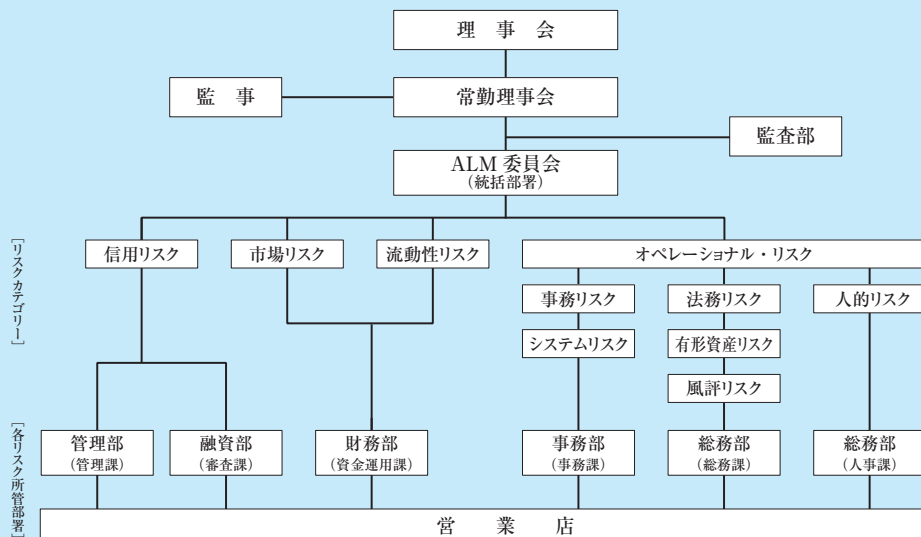 理　事　会
監　事
常勤理事会
監査部
ALM 委員会
（統括部署）
［リスクカテゴリー］
信用リスク
市場リスク
流動性リスク
オペレーショナル・リスク
事務リスク
法務リスク
人的リスク
システムリスク
有形資産リスク
風評リスク
［各リスク所管部署］
管理部
（管理課）
融資部
（審査課）
財務部
（資金運用課）
事務部
（事務課）
総務部
（総務課）
総務部
（人事課）
営　業　店